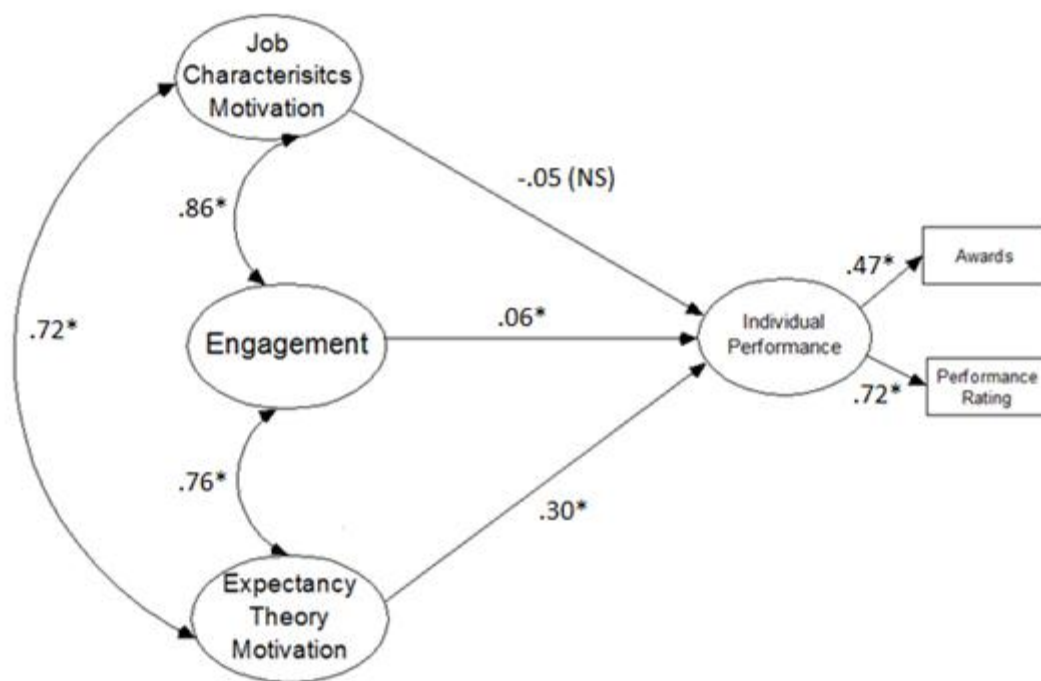 Job
Characterisitcs
Motivation
-.05 (NS)
.86*
.47*
Awards
.72*
Engagement
.06*
Individual
Performance
Performance
Rating
.72*
.76*
.30*
Expectancy
Theory
Motivation